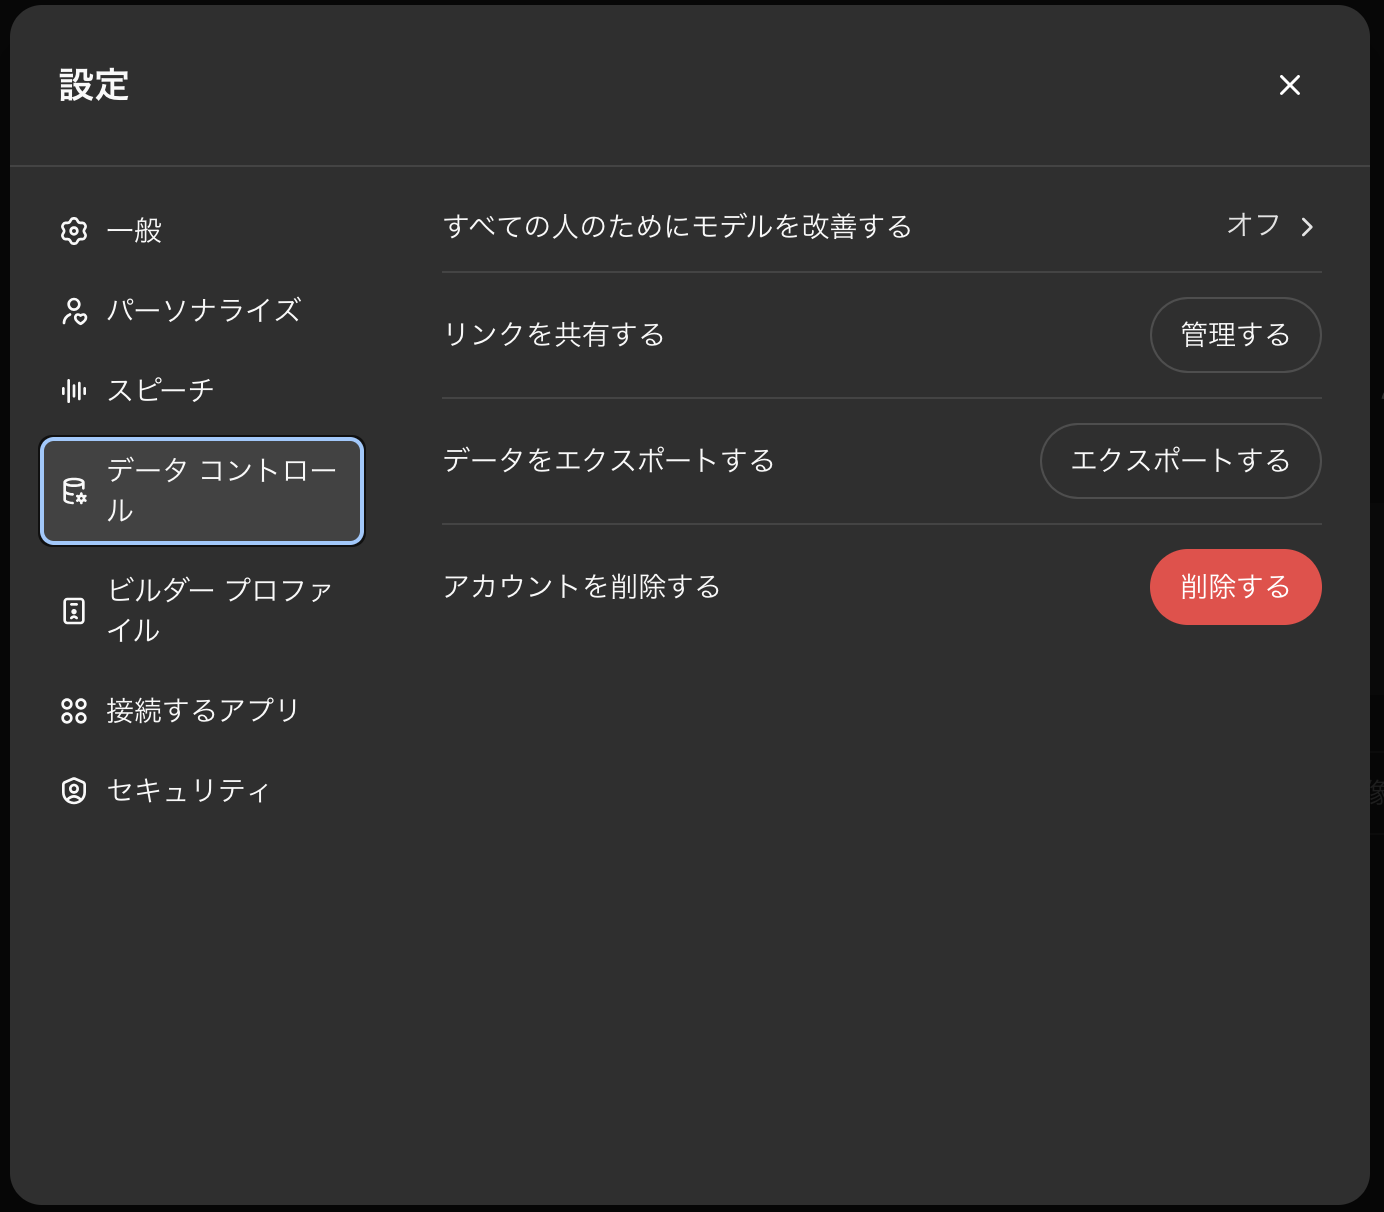 設定
一般
パーソナライズ
スピーチ
データ コントロー
ル
ビルダー プロファ
イル
接続するアプリ
セキュリティ
すべての人のためにモデルを改善する
オフ
リンクを共有する
管理する
データをエクスポートする
エクスポートする
アカウントを削除する
削除する
像